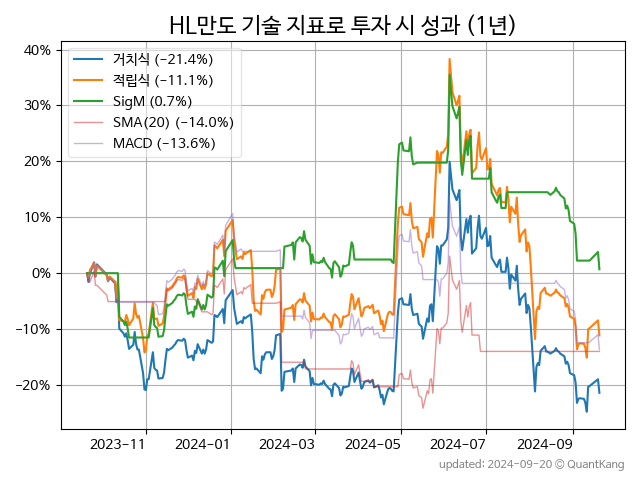 HL만도 기술 지표로 투자 시 성과 (1년)
거치식 (-21.4%)
적립식 (-11.1%)
SigM (0.7%)
SMA(20) (-14.0%)
MACD (-13.6%)
40%
30%
20%
10%
0%
-10%
-20%
2023-11 2024-01 2024-03 2024-05 2024-07 2024-09
updated: 2024-09-20 © QuantKang